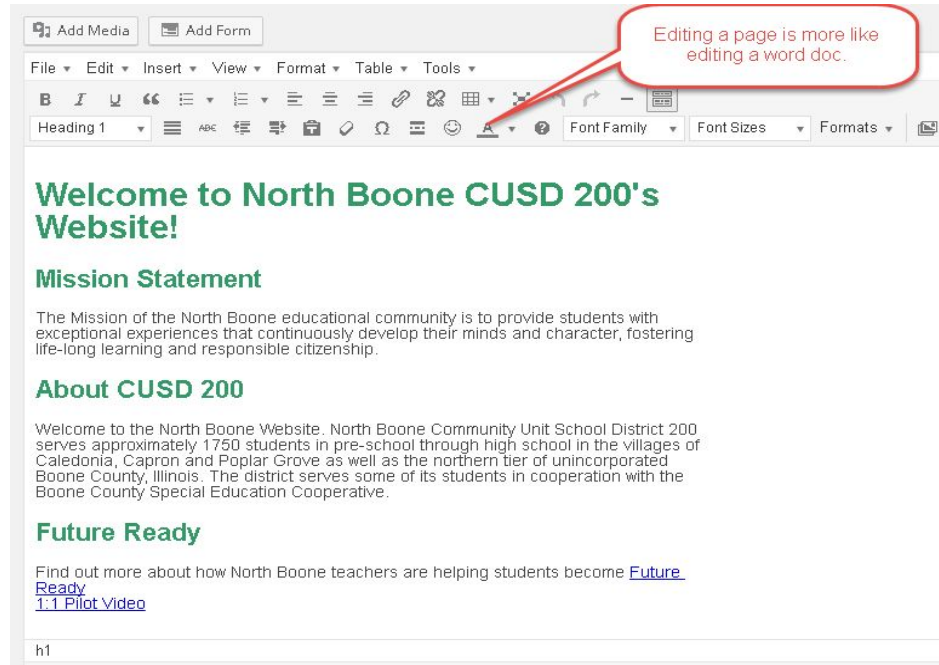 Add Media Add Form
Editing a page is more like
editing a word doc.
File Edit Insert View Format Table Tools
B I U
Heading 1 ABC Ω A Font Family Font Sizes Formats
Welcome to North Boone CUSD 200's
Website!
Mission Statement
The Mission of the North Boone educational community is to provide students with
exceptional experiences that continuously develop their minds and character, fostering
life-long learning and responsible citizenship.
About CUSD 200
Welcome to the North Boone Website. North Boone Community Unit School District 200
serves approximately 1750 students in pre-school through high school in the villages of
Caledonia, Capron and Poplar Grove as well as the northern tier of unincorporated
Boone County, Illinois. The district serves some of its students in cooperation with the
Boone County Special Education Cooperative.
Future Ready
Find out more about how North Boone teachers are helping students become Future
Ready
1:1 Pilot Video
h1